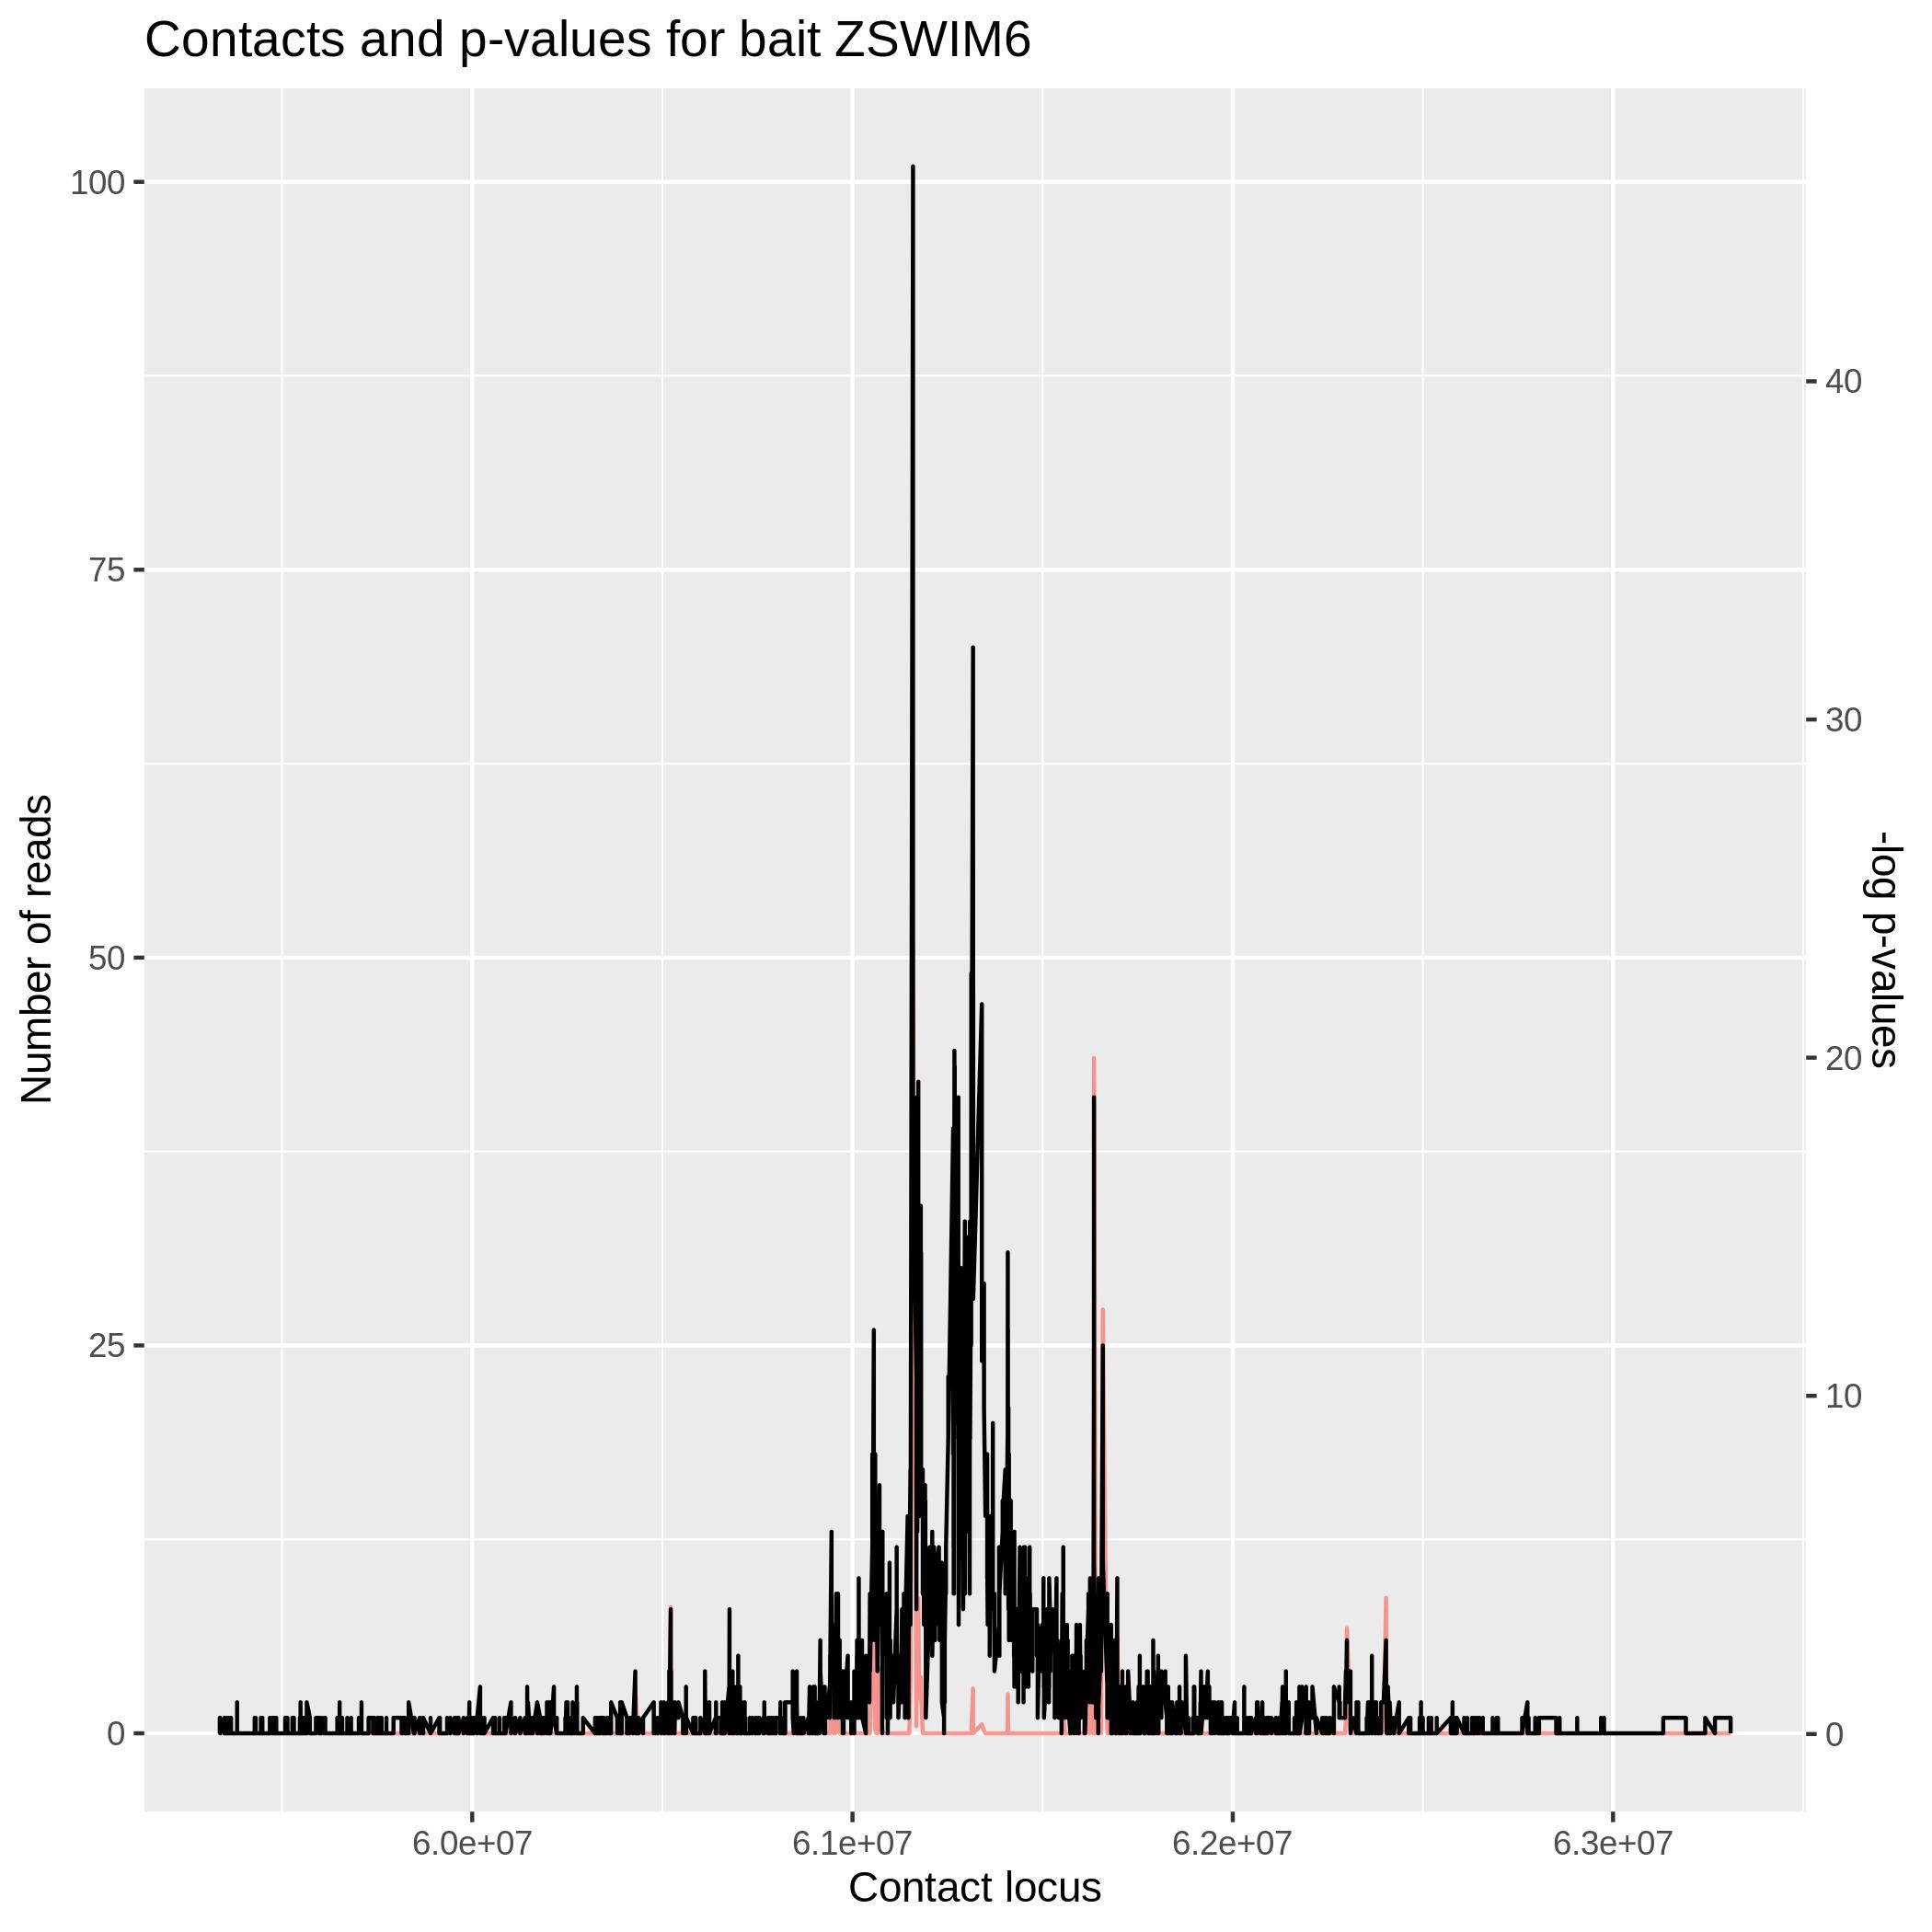 Contacts and p-values for bait ZSWIM6
100
75
50
25
0
Number of reads
40
30
20
10
0
-log p-values
6.0e+07
6.1e+07
6.2e+07
6.3e+07
Contact locus